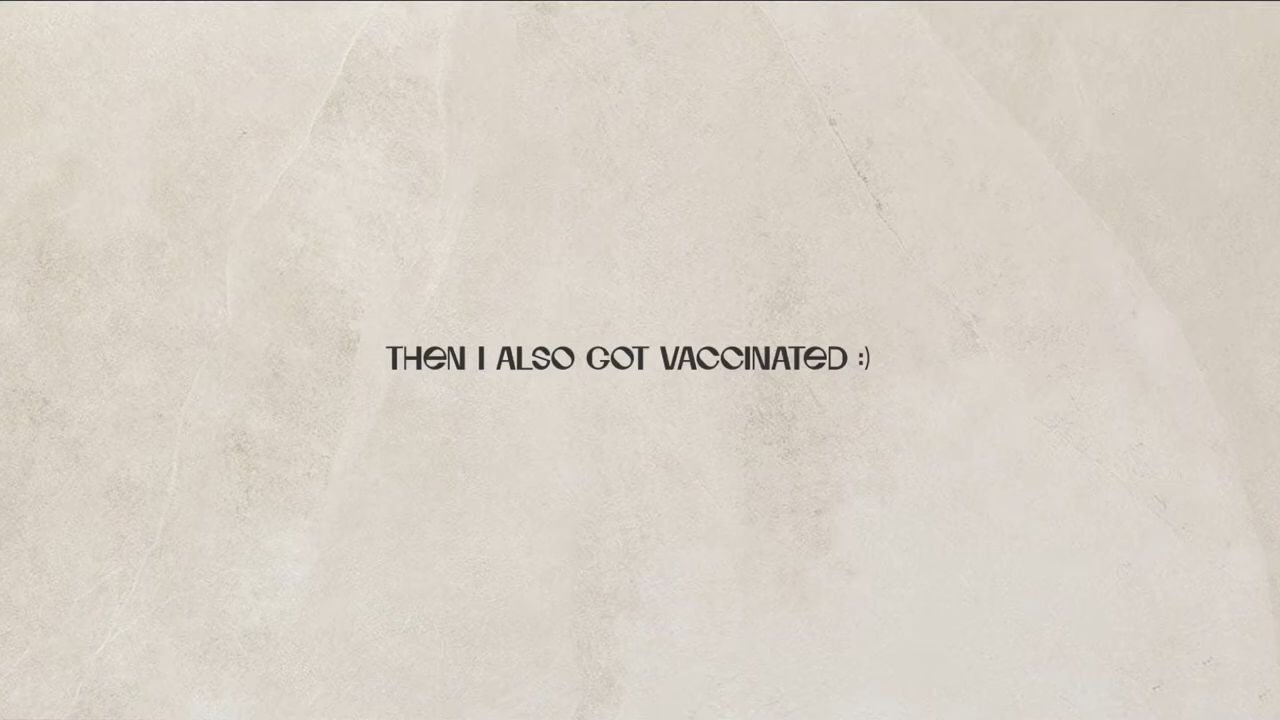 THeN I ALSO GOT VACCINATeD :)